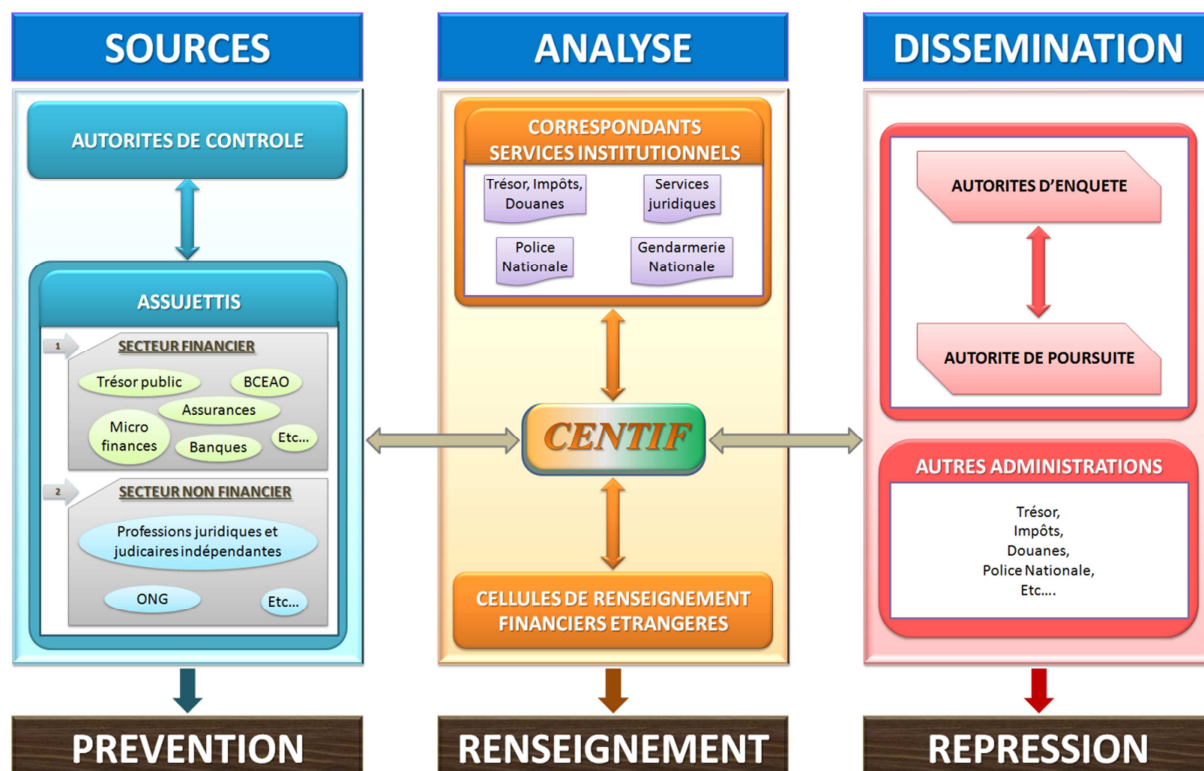 SOURCES
AUTORITES DE CONTROLE
ASSUJETTIS
1
SECTEUR FINANCIER
Trésor public
BCEAO
Assurances
Micro
finances
Banques
Etc...
2
SECTEUR NON FINANCIER
Professions juridiques et
judicaires indépendantes
ONG
Etc...
PREVENTION
ANALYSE
CORRESPONDANTS
SERVICES INSTITUTIONNELS
Trésor, Impôts,
Douanes
Services
juridiques
Police
Nationale
Gendarmerie
Nationale
CENTIF
CELLULES DE RENSEIGNEMENT
FINANCIERS ETRANGERES
RENSEIGNEMENT
DISSEMINATION
AUTORITES D'ENQUETE
AUTORITE DE POURSUITE
AUTRES ADMINISTRATIONS
Trésor,
Impôts,
Douanes,
Police Nationale,
Etc....
REPRESSION